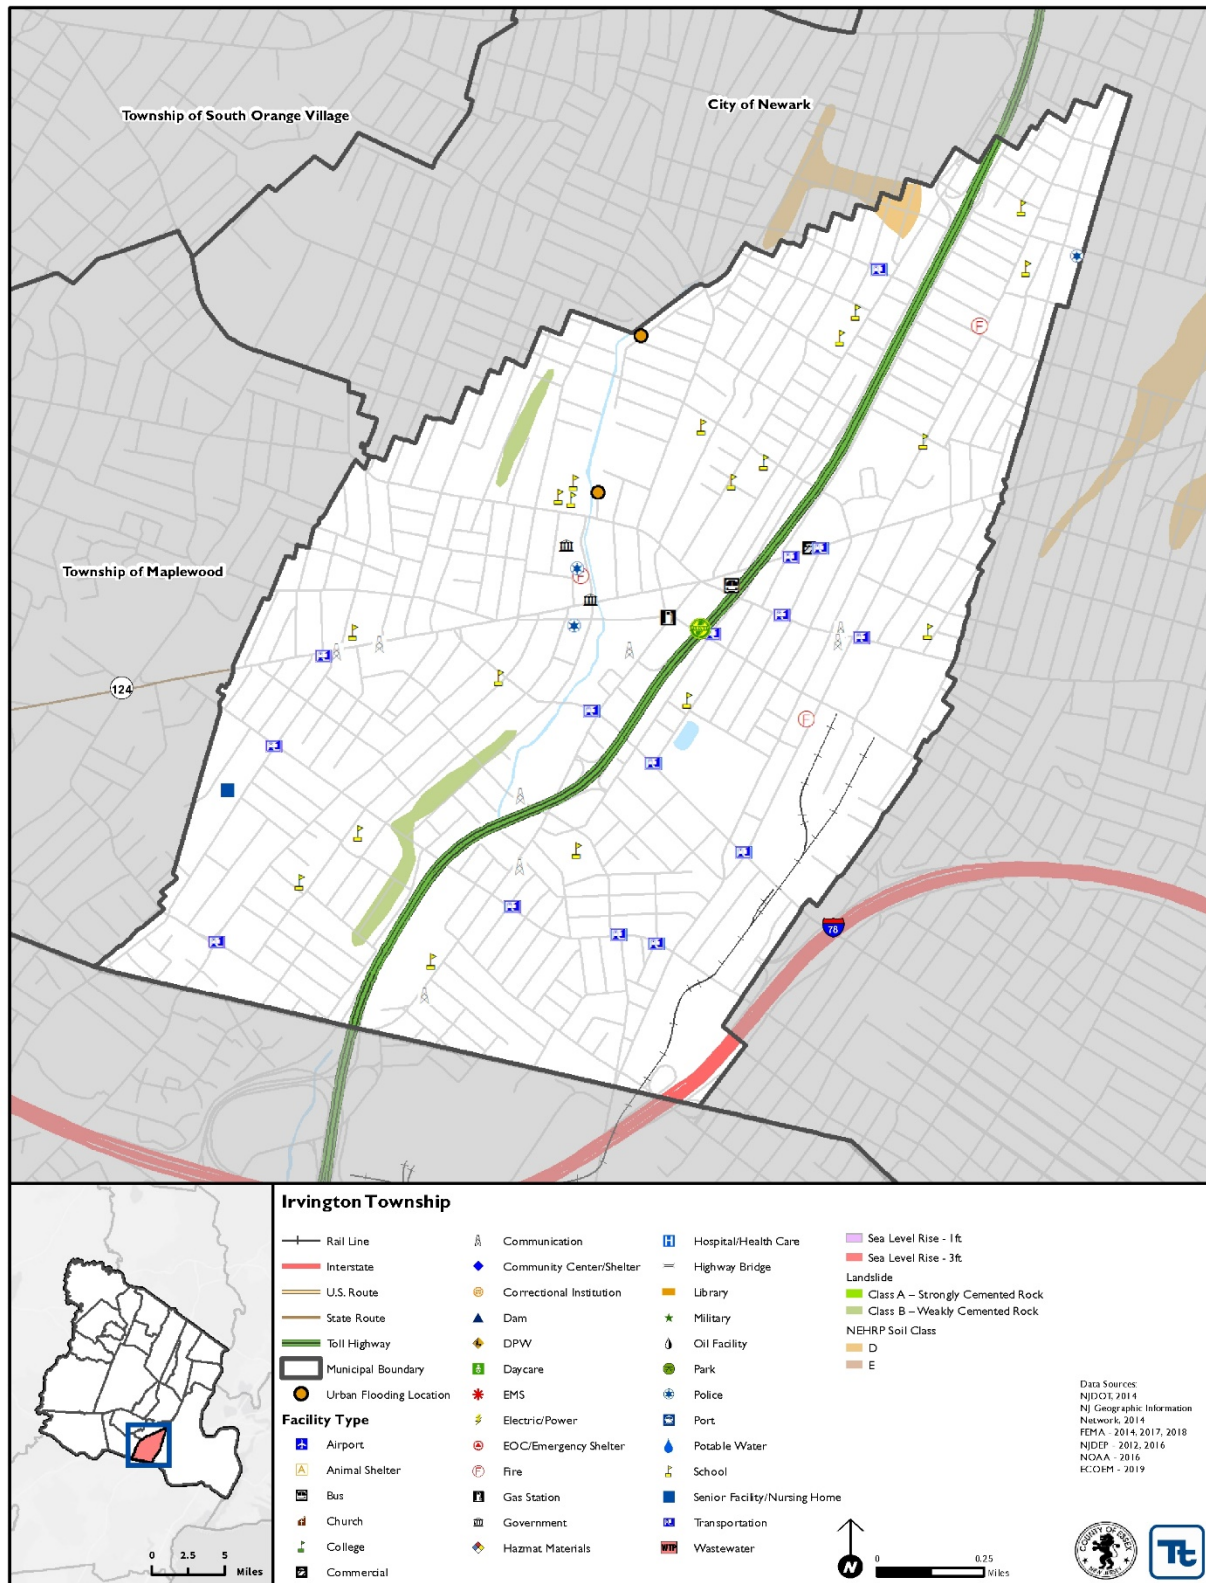 Township of South Orange Village
City of Newark
Township of Maplewood
124
78
Irvington Township
Rail Line
Interstate
U.S. Route
State Route
Toll Highway
Municipal Boundary
Urban Flooding Location
Facility Type
Airport
Animal Shelter
Bus
Church
College
Commercial
Communication
Community Center/Shelter
Correctional Institution
Dam
DPW
Daycare
EMS
Electric/Power
EOC/Emergency Shelter
Fire
Gas Station
Government
Hazmat Materials
Hospital/Health Care
Highway Bridge
Library
Military
Oil Facility
Park
Police
Port
Potable Water
School
Senior Facility/Nursing Home
Transportation
Wastewater
Sea Level Rise - 1ft
Sea Level Rise - 3ft
Landslide
Class A – Strongly Cemented Rock
Class B – Weakly Cemented Rock
NEHRP Soil Class
D
E
Data Sources:
NJDOT, 2014
NJ Geographic Information
Network, 2014
FEMA - 2014, 2017, 2018
NJDEP - 2012, 2016
NOAA - 2016
ECOEM - 2019
0 2.5 5
Miles
N
0 0.25
Miles
COUNTY OF ESSEX
NEW JERSEY
Tt